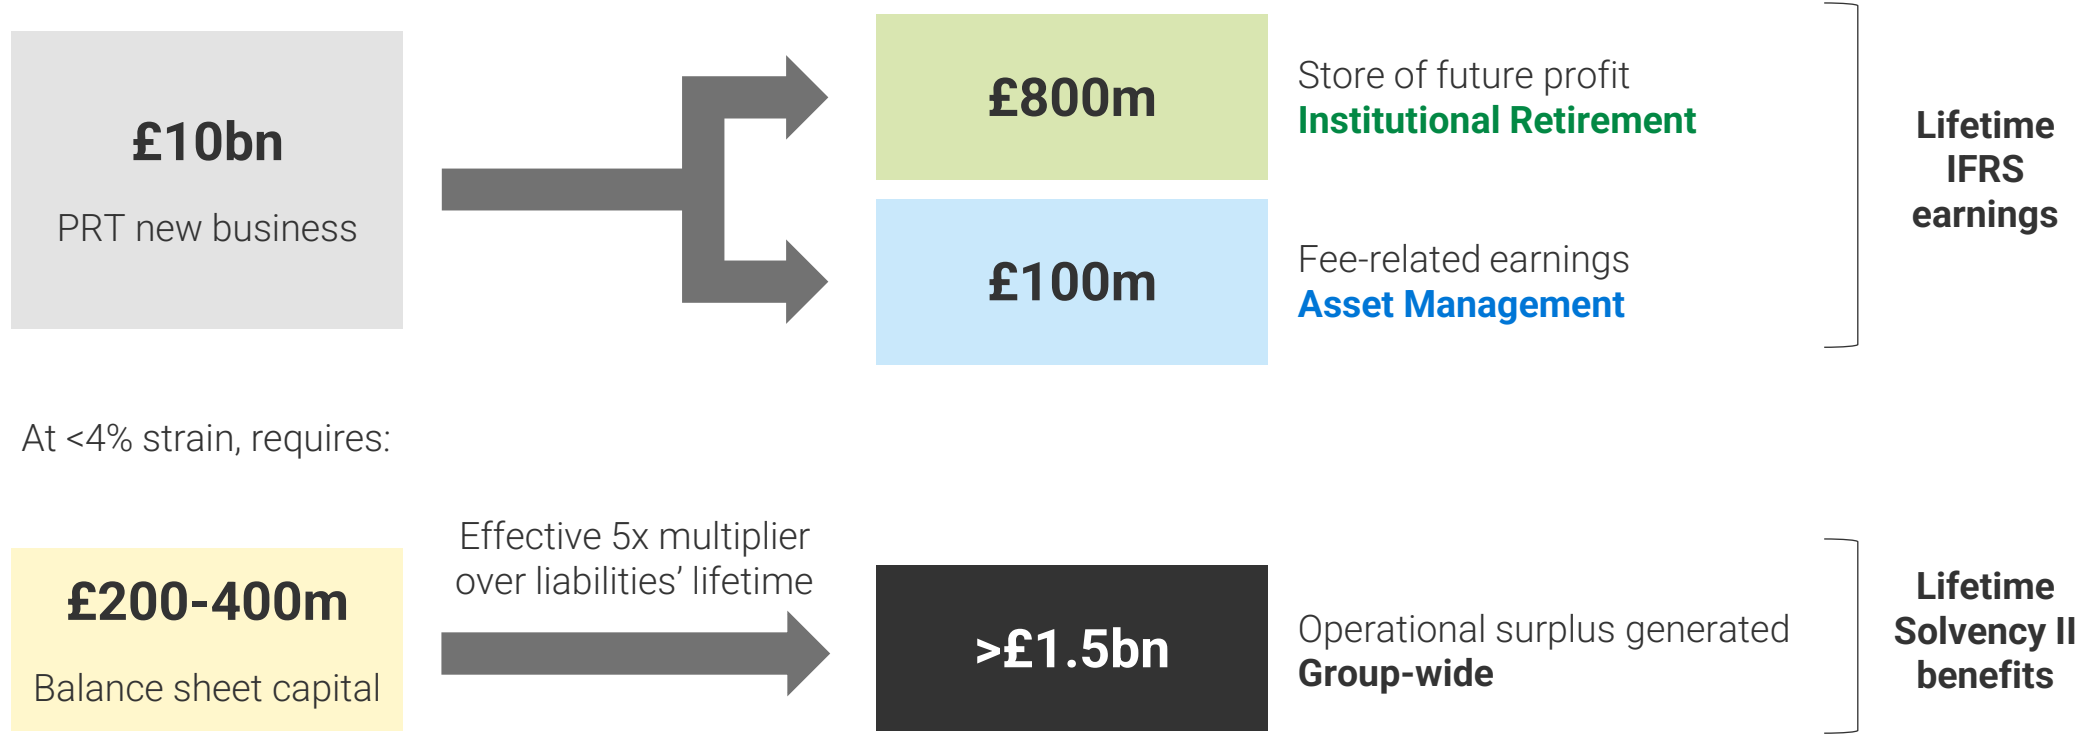 £10bn
PRT new business
£800m
Store of future profit
Institutional Retirement
£100m
Fee-related earnings
Asset Management
Lifetime
IFRS
earnings
At <4% strain, requires:
£200-400m
Balance sheet capital
Effective 5x multiplier
over liabilities’ lifetime
>£1.5bn
Operational surplus generated
Group-wide
Lifetime
Solvency II
benefits